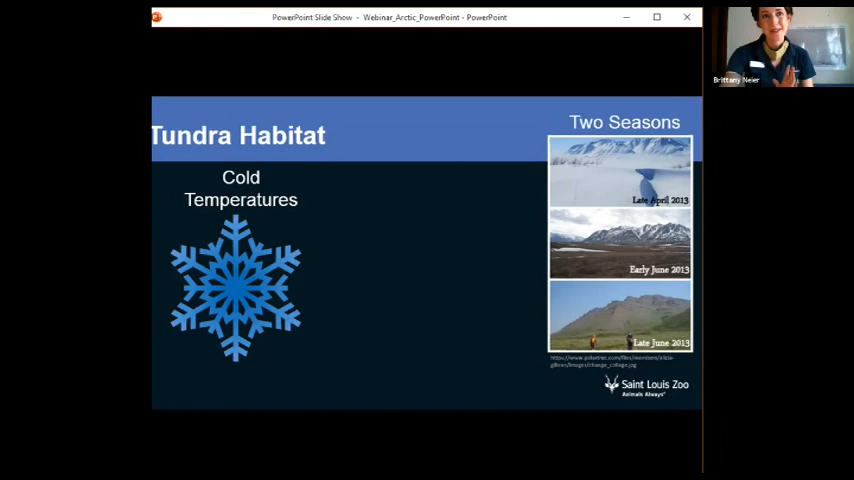 PowerPoint Slide Show - Webinar_Arctic_PowerPoint - PowerPoint
Brittany Neier
Tundra Habitat
Two Seasons
Cold
Temperatures
Late April 2013
Early June 2013
Late June 2013
Saint Louis Zoo
Animals Always